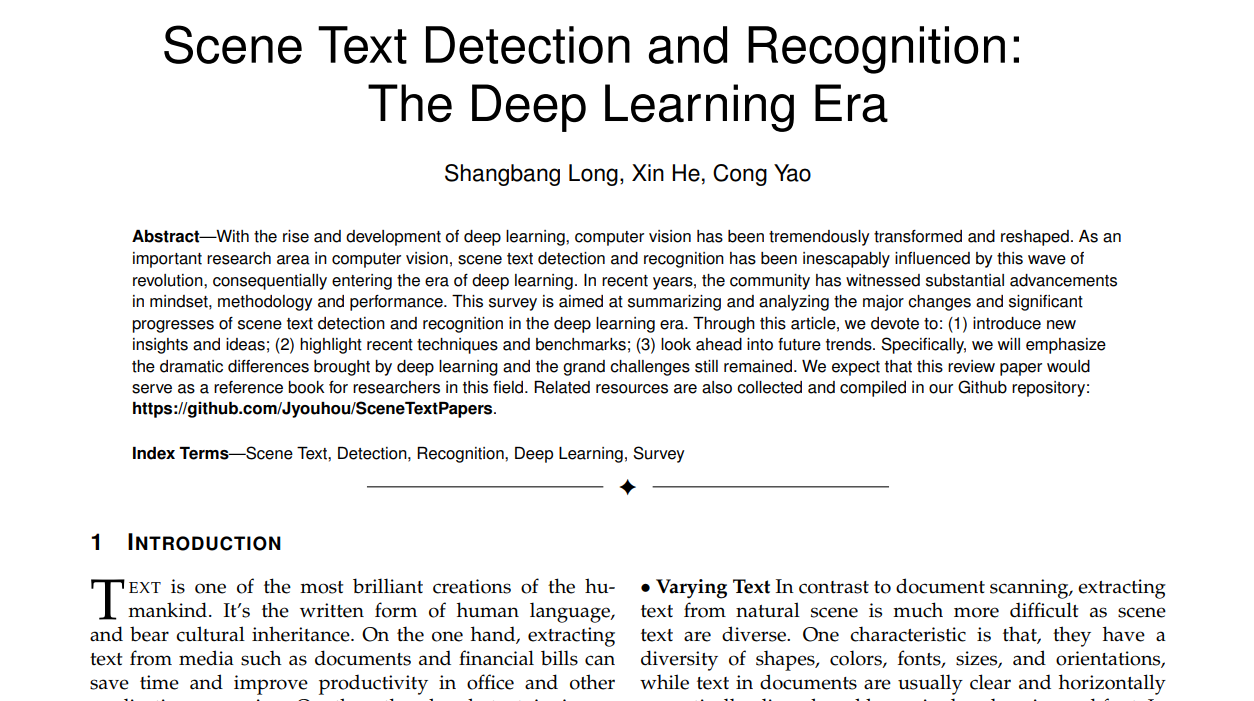 Scene Text Detection and Recognition:
The Deep Learning Era
Shangbang Long, Xin He, Cong Yao
Abstract—With the rise and development of deep learning, computer vision has been tremendously transformed and reshaped. As an
important research area in computer vision, scene text detection and recognition has been inescapably influenced by this wave of
revolution, consequentially entering the era of deep learning. In recent years, the community has witnessed substantial advancements
in mindset, methodology and performance. This survey is aimed at summarizing and analyzing the major changes and significant
progresses of scene text detection and recognition in the deep learning era. Through this article, we devote to: (1) introduce new
insights and ideas; (2) highlight recent techniques and benchmarks; (3) look ahead into future trends. Specifically, we will emphasize
the dramatic differences brought by deep learning and the grand challenges still remained. We expect that this review paper would
serve as a reference book for researchers in this field. Related resources are also collected and compiled in our Github repository:
https://github.com/Jyouhou/SceneTextPapers.
Index Terms—Scene Text, Detection, Recognition, Deep Learning, Survey
1 INTRODUCTION
TEXT is one of the most brilliant creations of the hu-
mankind. It's the written form of human language,
and bear cultural inheritance. On the one hand, extracting
text from media such as documents and financial bills can
save time and improve productivity in office and other
• Varying Text In contrast to document scanning, extracting
text from natural scene is much more difficult as scene
text are diverse. One characteristic is that, they have a
diversity of shapes, colors, fonts, sizes, and orientations,
while text in documents are usually clear and horizontally